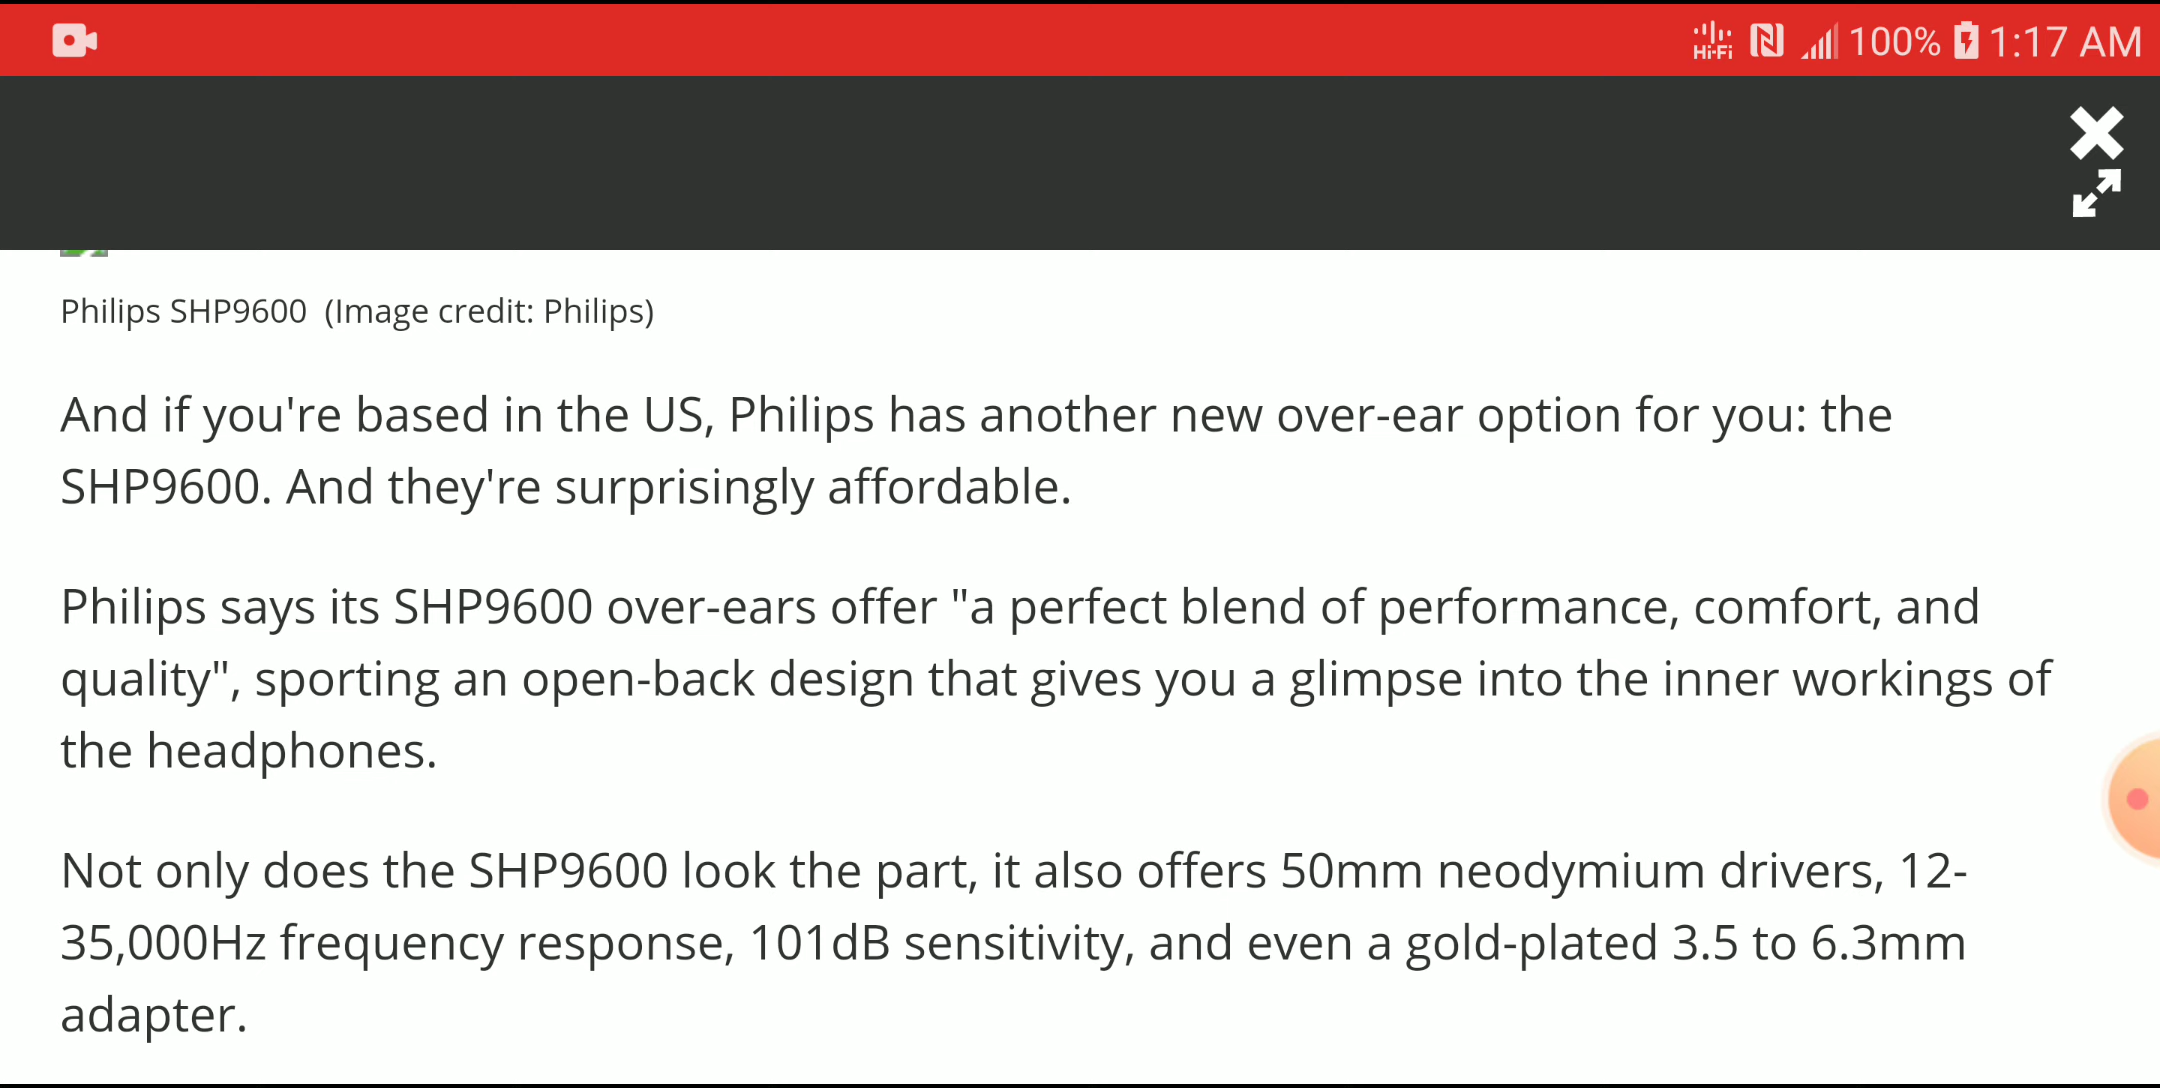 Hi-Fi 100% 1:17 AM
Philips SHP9600 (Image credit: Philips)
And if you're based in the US, Philips has another new over-ear option for you: the
SHP9600. And they're surprisingly affordable.
Philips says its SHP9600 over-ears offer "a perfect blend of performance, comfort, and
quality", sporting an open-back design that gives you a glimpse into the inner workings of
the headphones.
Not only does the SHP9600 look the part, it also offers 50mm neodymium drivers, 12-
35,000Hz frequency response, 101dB sensitivity, and even a gold-plated 3.5 to 6.3mm
adapter.